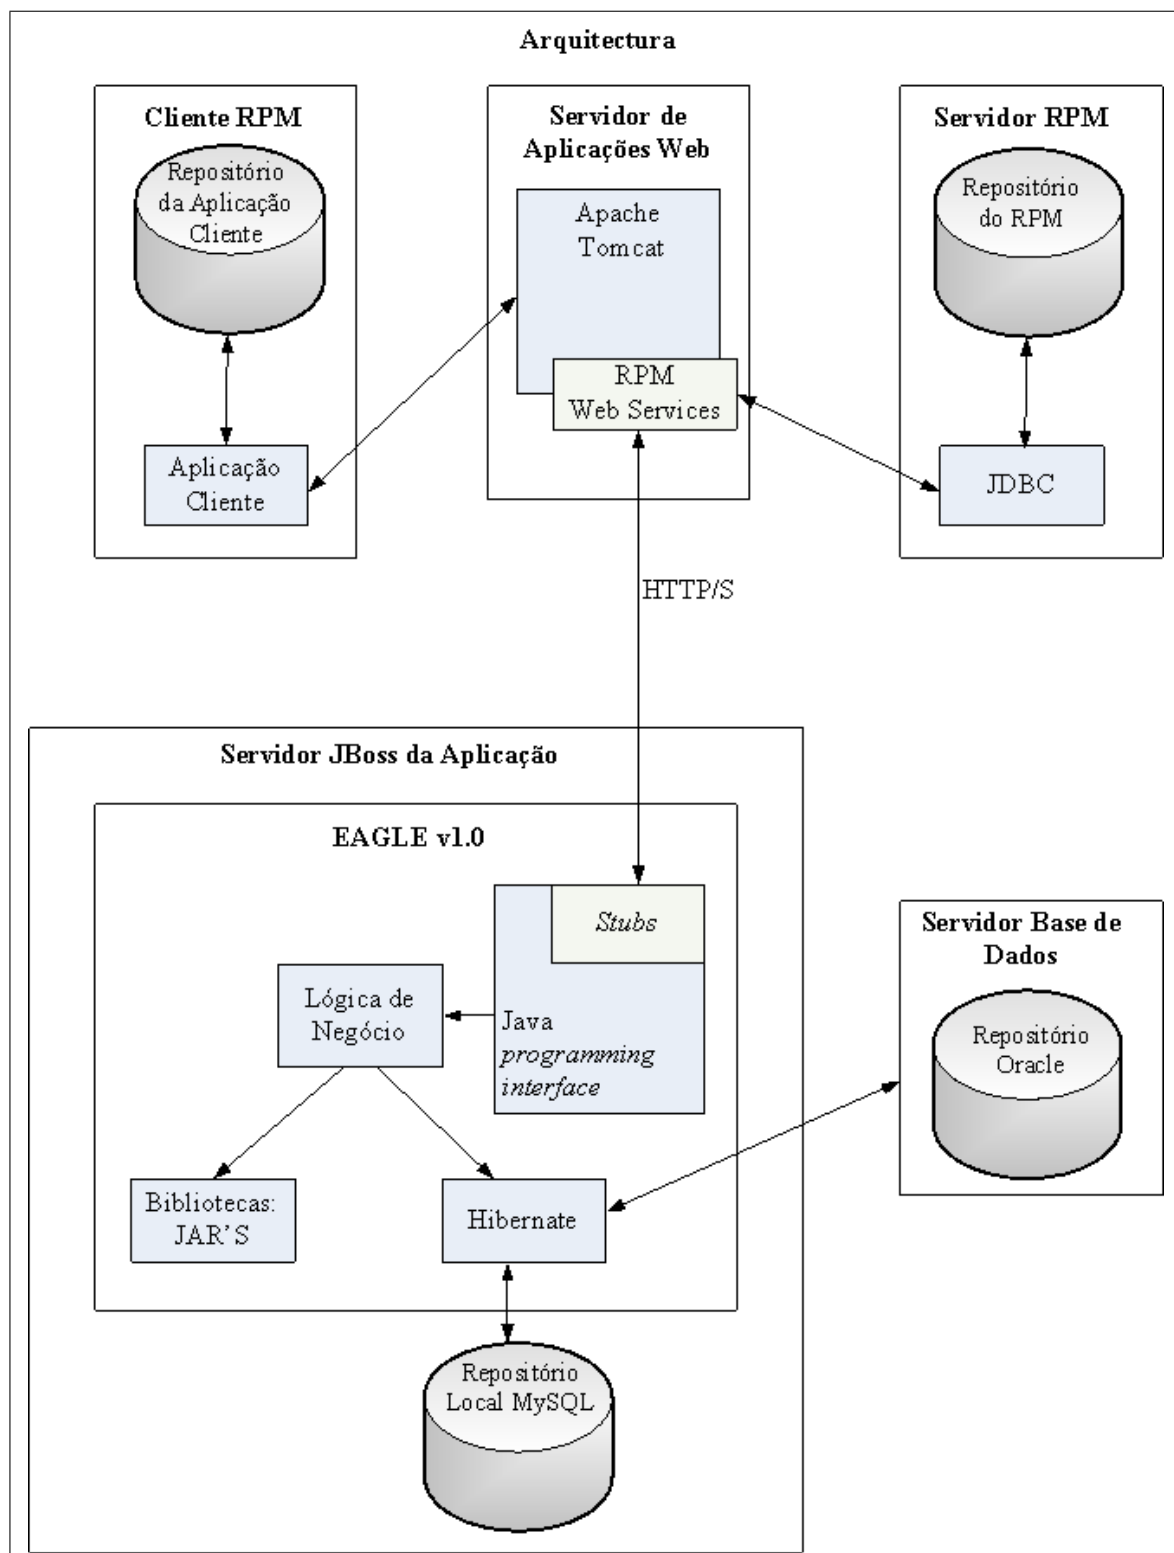 Arquitectura
Cliente RPM
Repositório
da Aplicação
Cliente
Aplicação
Cliente
Servidor de
Aplicações Web
Apache
Tomcat
RPM
Web Services
Servidor RPM
Repositório
do RPM
JDBC
HTTP/S
Servidor JBoss da Aplicação
EAGLE v1.0
Stubs
Java
programming
interface
Lógica de
Negócio
Bibliotecas:
JAR'S
Hibernate
Repositório
Local MySQL
Servidor Base de
Dados
Repositório
Oracle